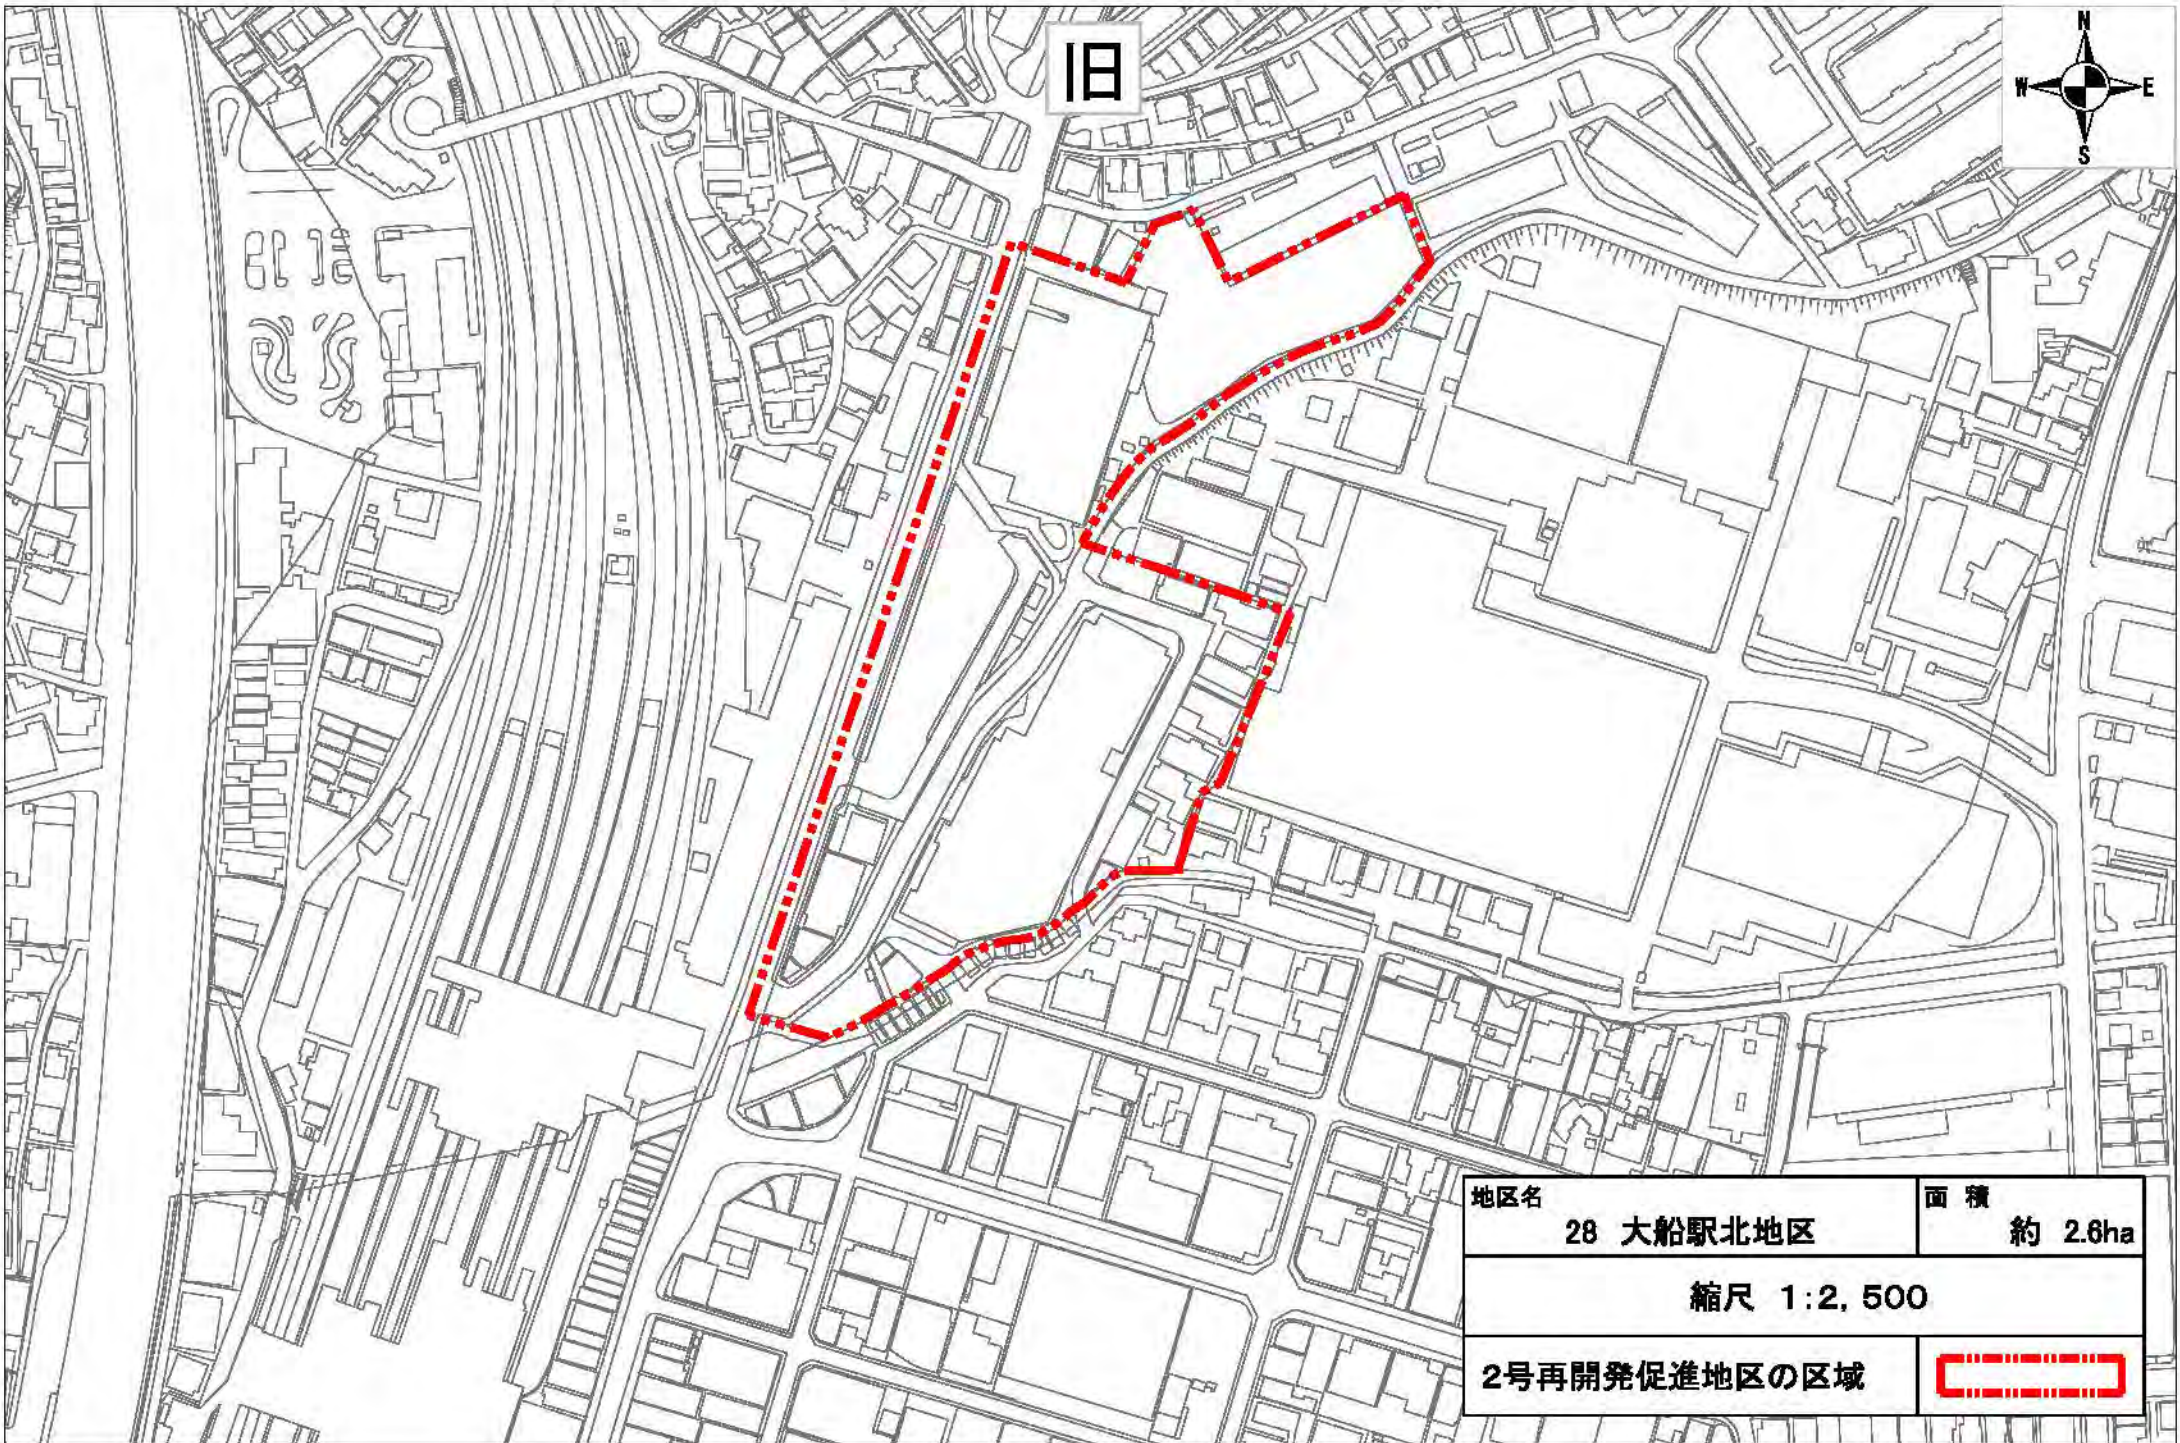 旧
N
W E
S
地区名
28 大船駅北地区
面 積
約 2.6ha
縮尺 1:2,500
2号再開発促進地区の区域